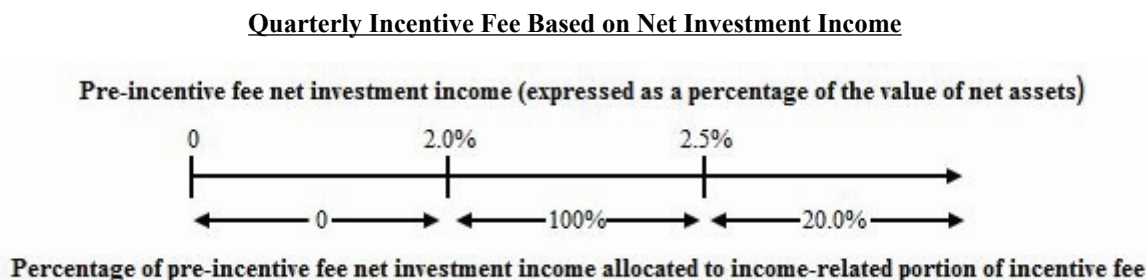 Quarterly Incentive Fee Based on Net Investment Income
Pre-incentive fee net investment income (expressed as a percentage of the value of net assets)
0 2.0% 2.5%
0 100% 20.0%
Percentage of pre-incentive fee net investment income allocated to income-related portion of incentive fee